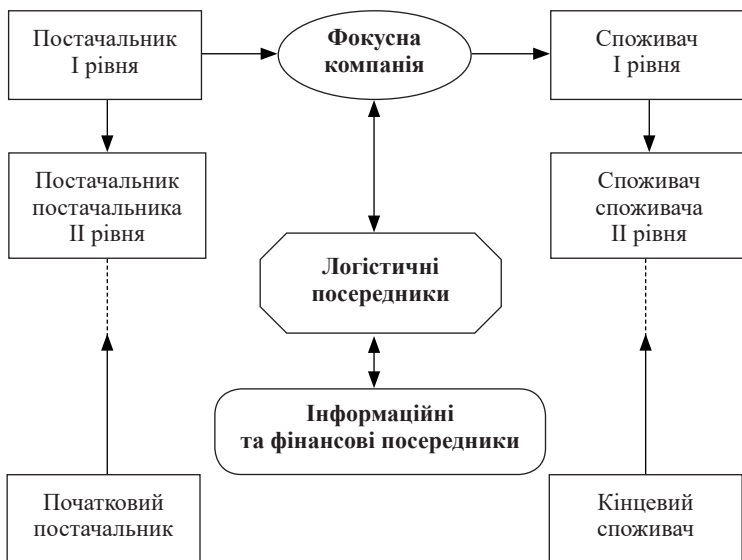 Постачальник
І рівня
Фокусна
компанія
Споживач
І рівня
Постачальник
постачальника
ІІ рівня
Споживач
споживача
ІІ рівня
Логістичні
посередники
Інформаційні
та фінансові посередники
Початковий
постачальник
Кінцевий
споживач